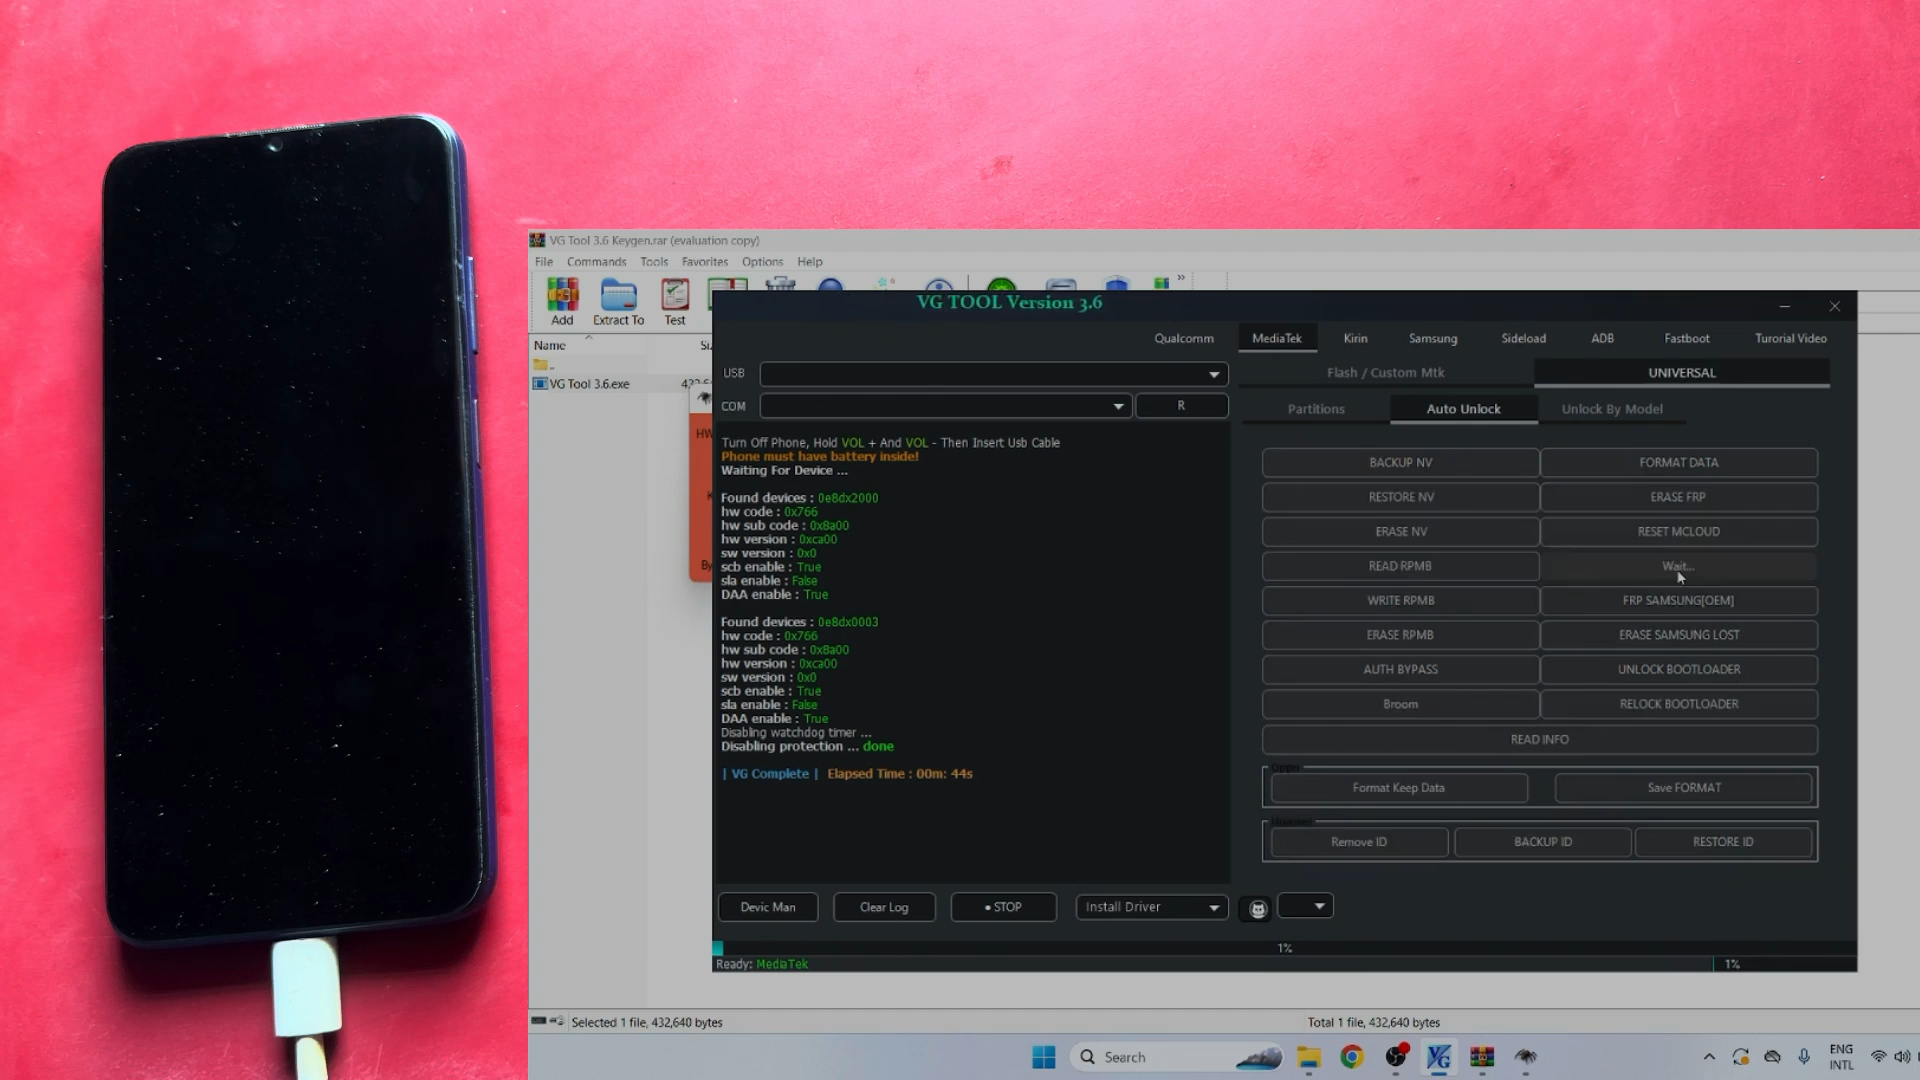 VG Tool 3.6 Keygen.rar (evaluation copy)
File Commands Tools Favorites Options Help
Add Extract To Test
Name
..
VG Tool 3.6.exe
VG TOOL Version 3.6
Qualcomm MediaTek Kirin Samsung Sideload ADB Fastboot Turorial Video
USB
Flash / Custom Mtk UNIVERSAL
COM R
Partitions Auto Unlock Unlock By Model
Turn Off Phone, Hold VOL + And VOL - Then Insert Usb Cable
Phone must have battery inside!
Waiting For Device ...
Found devices : 0e8dx2000
hw code : 0x766
hw sub code : 0x8a00
hw version : 0xca00
sw version : 0x0
scb enable : True
sla enable : False
DAA enable : True
Found devices : 0e8dx0003
hw code : 0x766
hw sub code : 0x8a00
hw version : 0xca00
sw version : 0x0
scb enable : True
sla enable : False
DAA enable : True
Disabling watchdog timer ...
Disabling protection ... done
| VG Complete | Elapsed Time : 00m: 44s
BACKUP NV FORMAT DATA
RESTORE NV ERASE FRP
ERASE NV RESET MCLOUD
READ RPMB Wait...
WRITE RPMB FRP SAMSUNG[OEM]
ERASE RPMB ERASE SAMSUNG LOST
AUTH BYPASS UNLOCK BOOTLOADER
Broom RELOCK BOOTLOADER
READ INFO
Format Keep Data Save FORMAT
Remove ID BACKUP ID RESTORE ID
Devic Man Clear Log • STOP Install Driver
1%
Ready: MediaTek 1%
Selected 1 file, 432,640 bytes Total 1 file, 432,640 bytes
Search
ENG
INTL